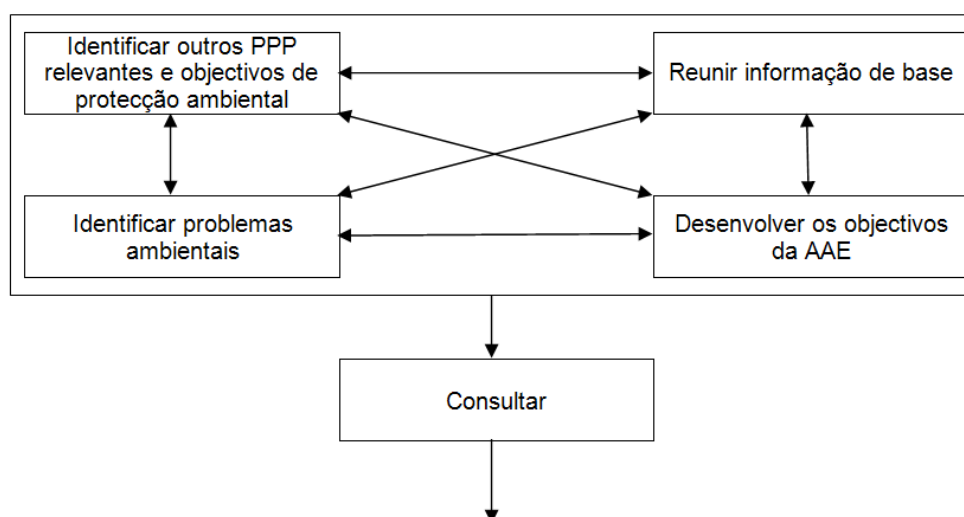 Identificar outros PPP
relevantes e objectivos de
protecção ambiental
Reunir informação de base
Identificar problemas
ambientais
Desenvolver os objectivos
da AAE
Consultar